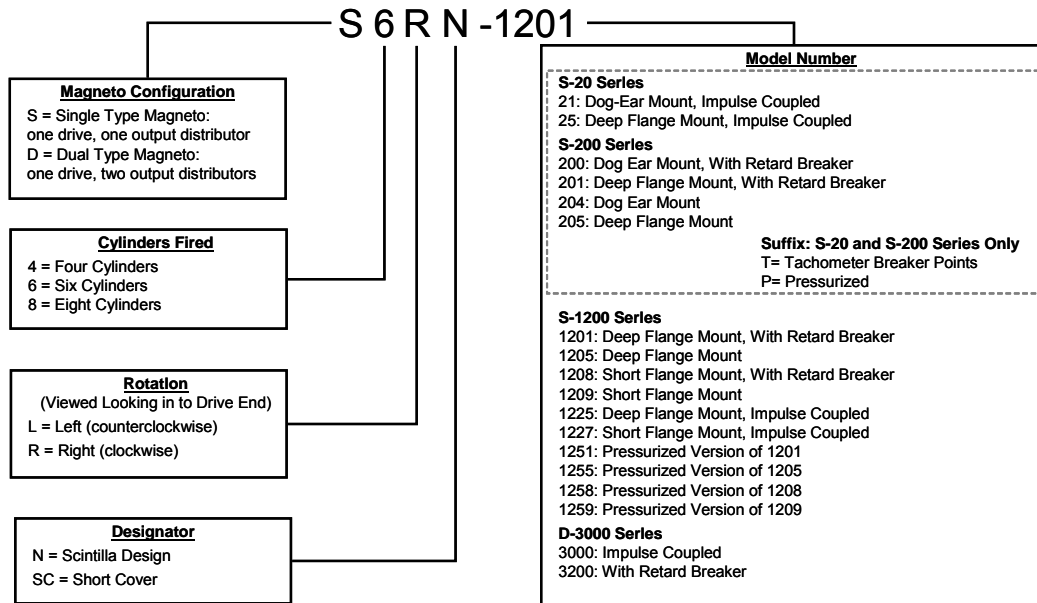 S 6 R N -1201
Magneto Configuration
S = Single Type Magneto:
one drive, one output distributor
D = Dual Type Magneto:
one drive, two output distributors
Cylinders Fired
4 = Four Cylinders
6 = Six Cylinders
8 = Eight Cylinders
Rotation
(Viewed Looking in to Drive End)
L = Left (counterclockwise)
R = Right (clockwise)
Designator
N = Scintilla Design
SC = Short Cover
Model Number
S-20 Series
21: Dog-Ear Mount, Impulse Coupled
25: Deep Flange Mount, Impulse Coupled
S-200 Series
200: Dog Ear Mount, With Retard Breaker
201: Deep Flange Mount, With Retard Breaker
204: Dog Ear Mount
205: Deep Flange Mount
Suffix: S-20 and S-200 Series Only
T= Tachometer Breaker Points
P= Pressurized
S-1200 Series
1201: Deep Flange Mount, With Retard Breaker
1205: Deep Flange Mount
1208: Short Flange Mount, With Retard Breaker
1209: Short Flange Mount
1225: Deep Flange Mount, Impulse Coupled
1227: Short Flange Mount, Impulse Coupled
1251: Pressurized Version of 1201
1255: Pressurized Version of 1205
1258: Pressurized Version of 1208
1259: Pressurized Version of 1209
D-3000 Series
3000: Impulse Coupled
3200: With Retard Breaker